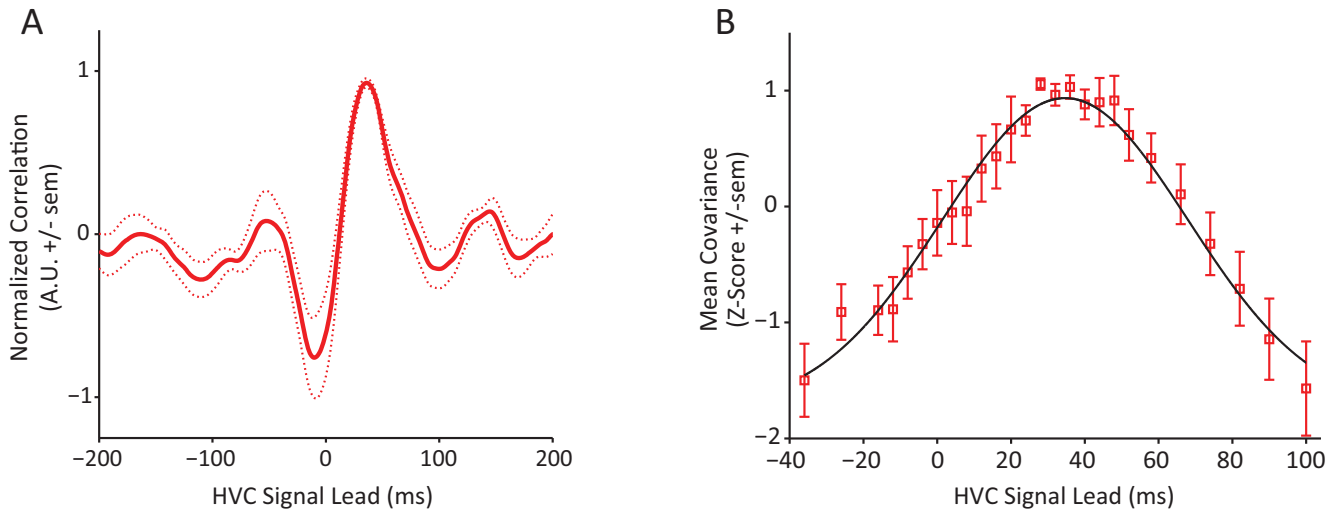 A
Normalized Correlation
(A.U. +/- sem)
1
0
−1
−200
−100
0
100
200
HVC Signal Lead (ms)
B
Mean Covariance
(Z-Score +/-sem)
1
0
−1
−2
−40
−20
0
20
40
60
80
100
HVC Signal Lead (ms)